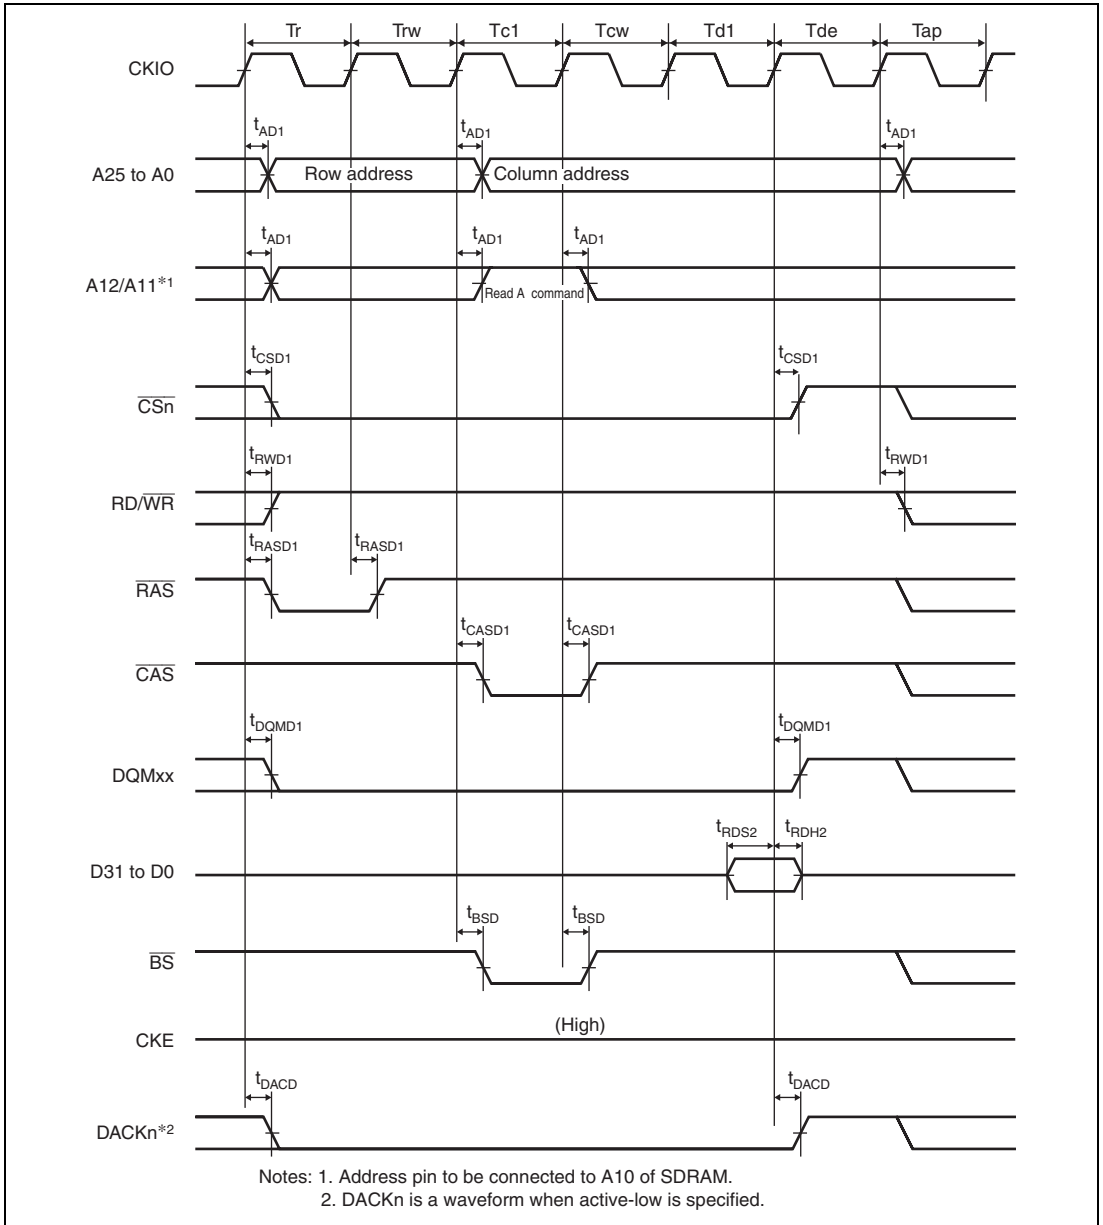 Tr Trw Tc1 Tcw Td1 Tde Tap
CKIO
tAD1 tAD1 tAD1
A25 to A0 Row address Column address
tAD1 tAD1 tAD1
A12/A11*1 Read A command
tCSD1 tCSD1
CSn
tRWD1 tRWD1
RD/WR
tRASD1 tRASD1
RAS
tCASD1 tCASD1
CAS
tDQMD1 tDQMD1
DQMxx
tRDS2 tRDH2
D31 to D0
tBSD tBSD
BS
(High)
CKE
tDACD tDACD
DACKn*2
Notes: 1. Address pin to be connected to A10 of SDRAM.
2. DACKn is a waveform when active-low is specified.